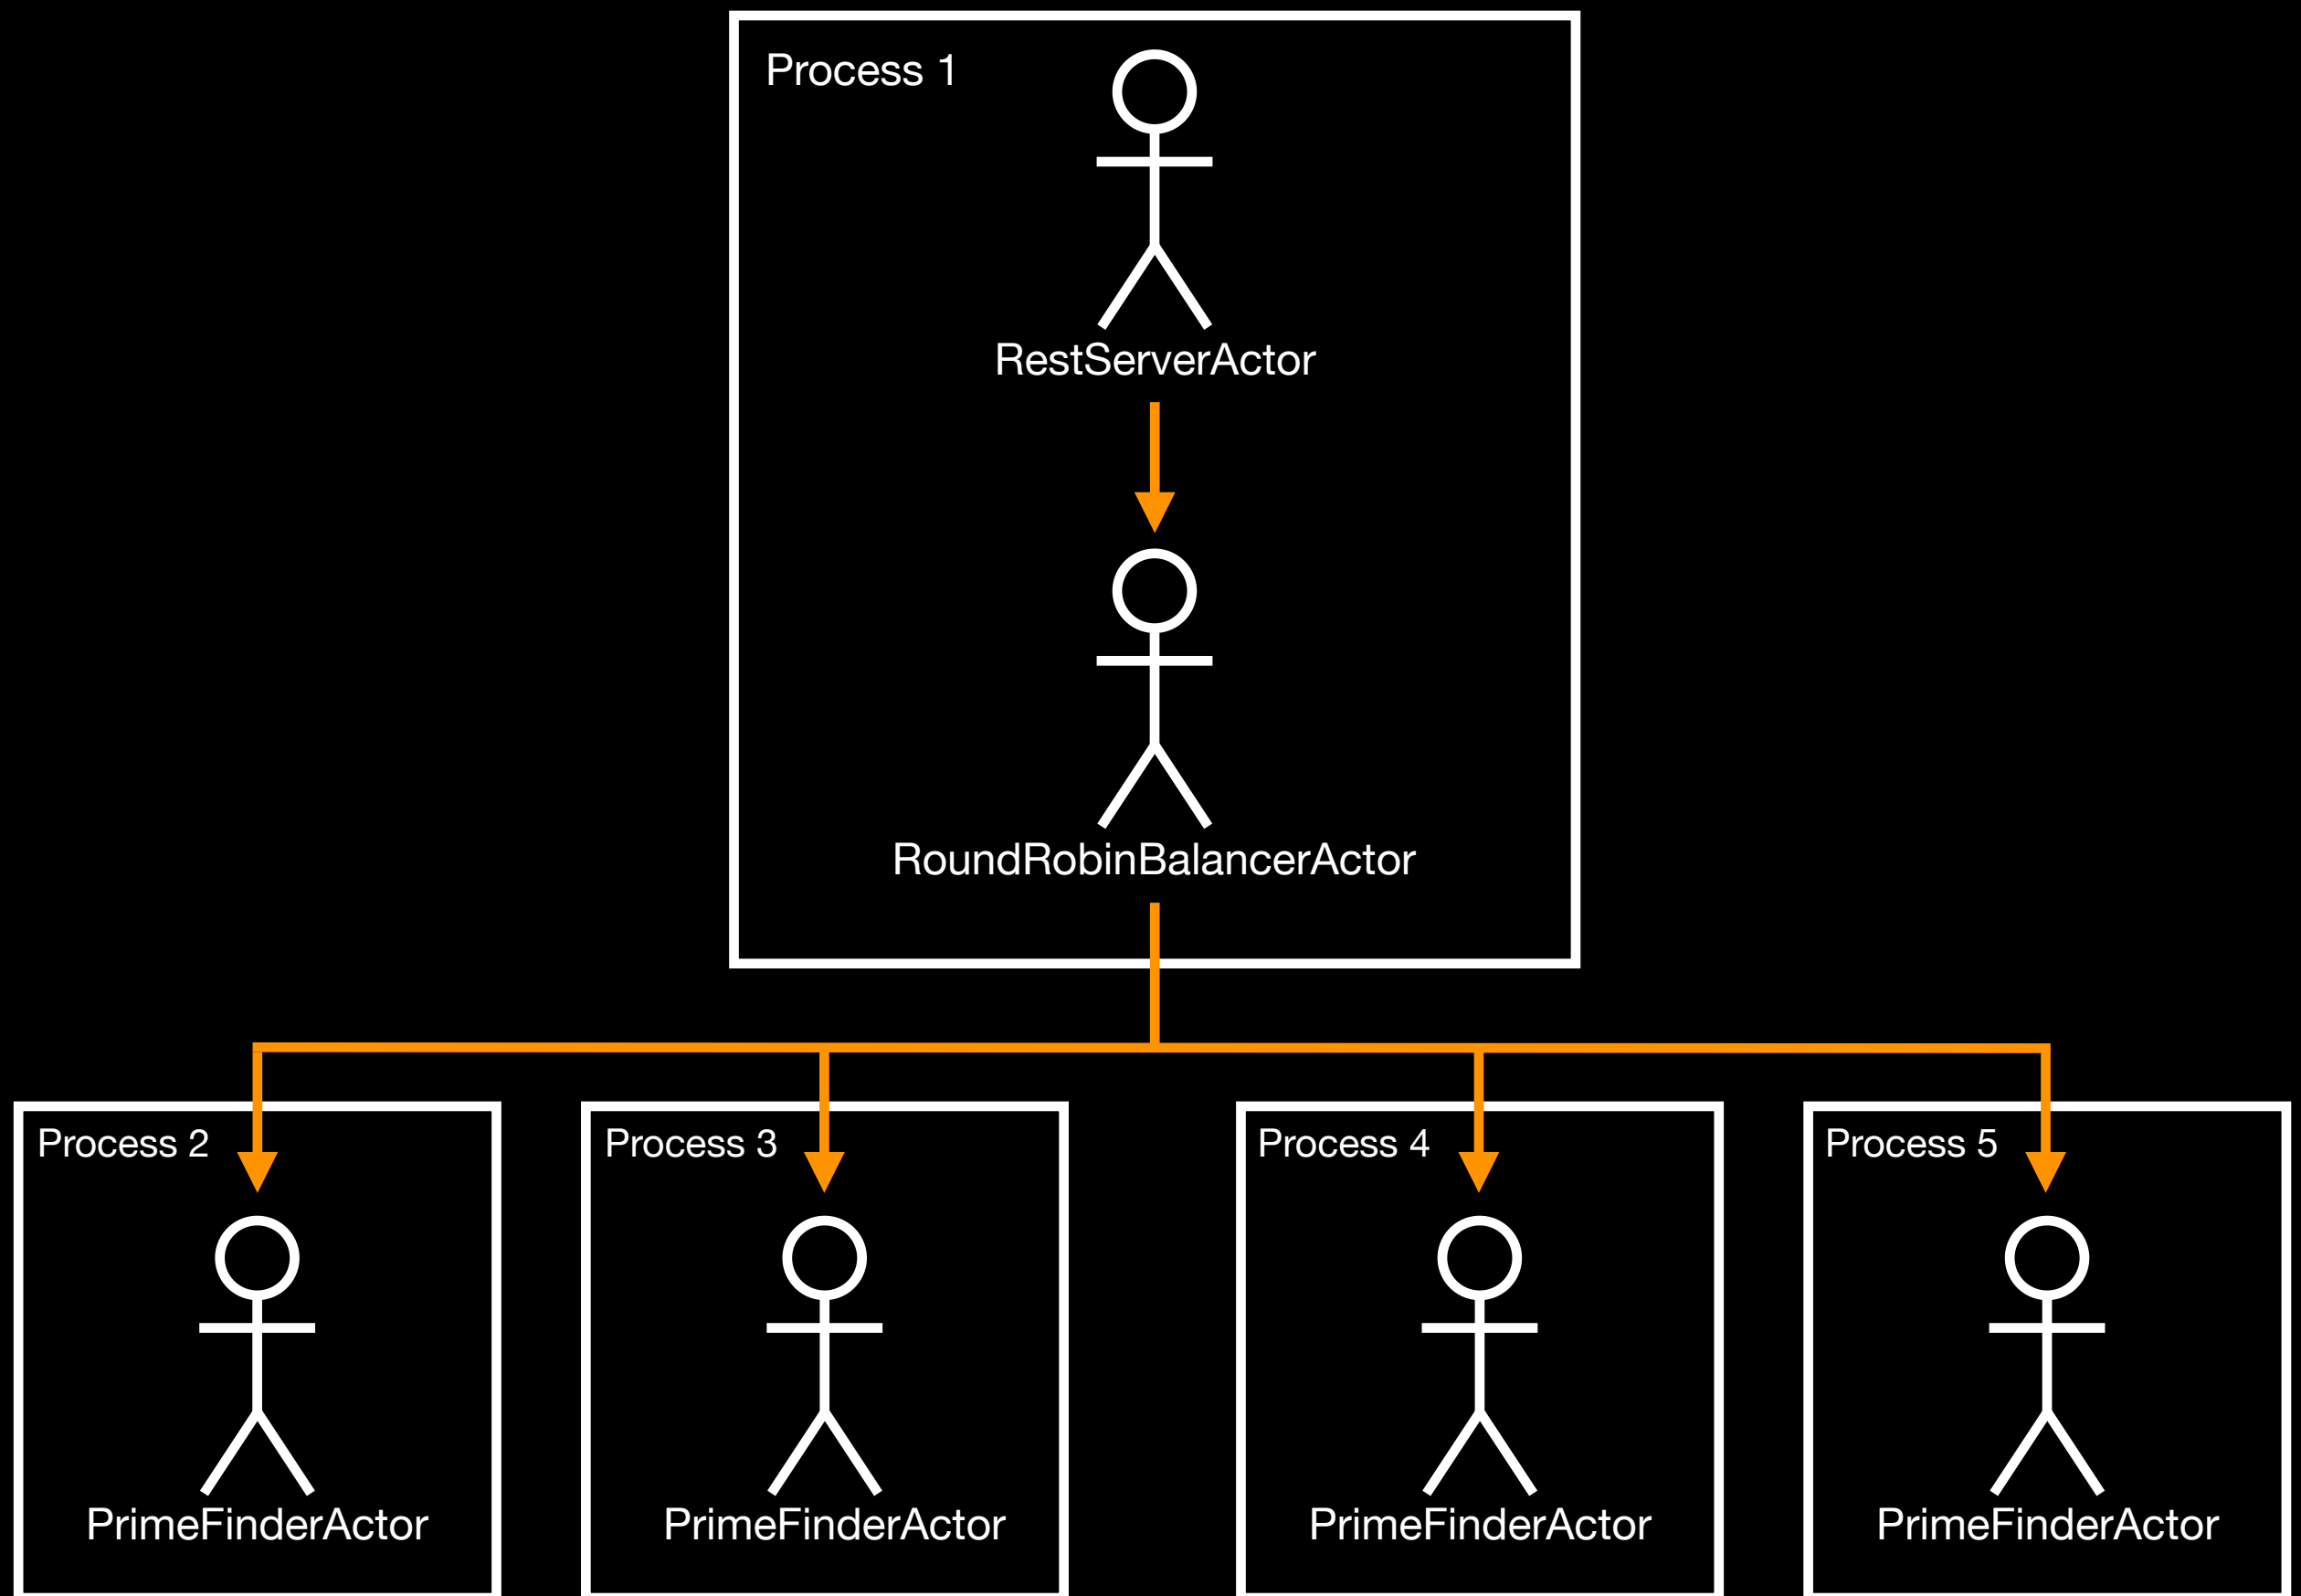 Process 1
RestServerActor
RoundRobinBalancerActor
Process 2
Process 3
Process 4
Process 5
PrimeFinderActor
PrimeFinderActor
PrimeFinderActor
PrimeFinderActor